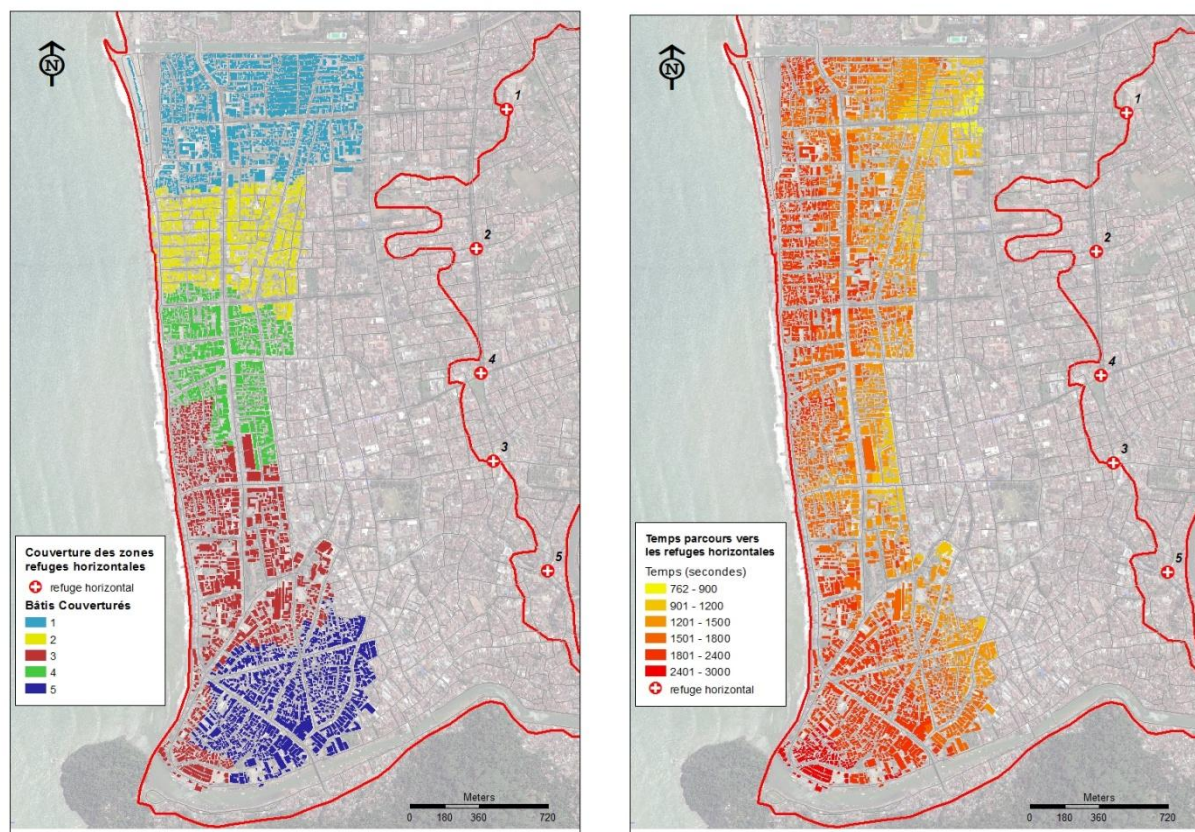 N
1
2
4
3
5
Couverture des zones
refuges horizontales
refuge horizontal
Bâtis Couverturés
1
2
3
4
5
Meters
0 180 360 720
N
1
2
4
3
5
Temps parcours vers
les refuges horizontales
Temps (secondes)
762 - 900
901 - 1200
1201 - 1500
1501 - 1800
1801 - 2400
2401 - 3000
refuge horizontal
Meters
0 180 360 720